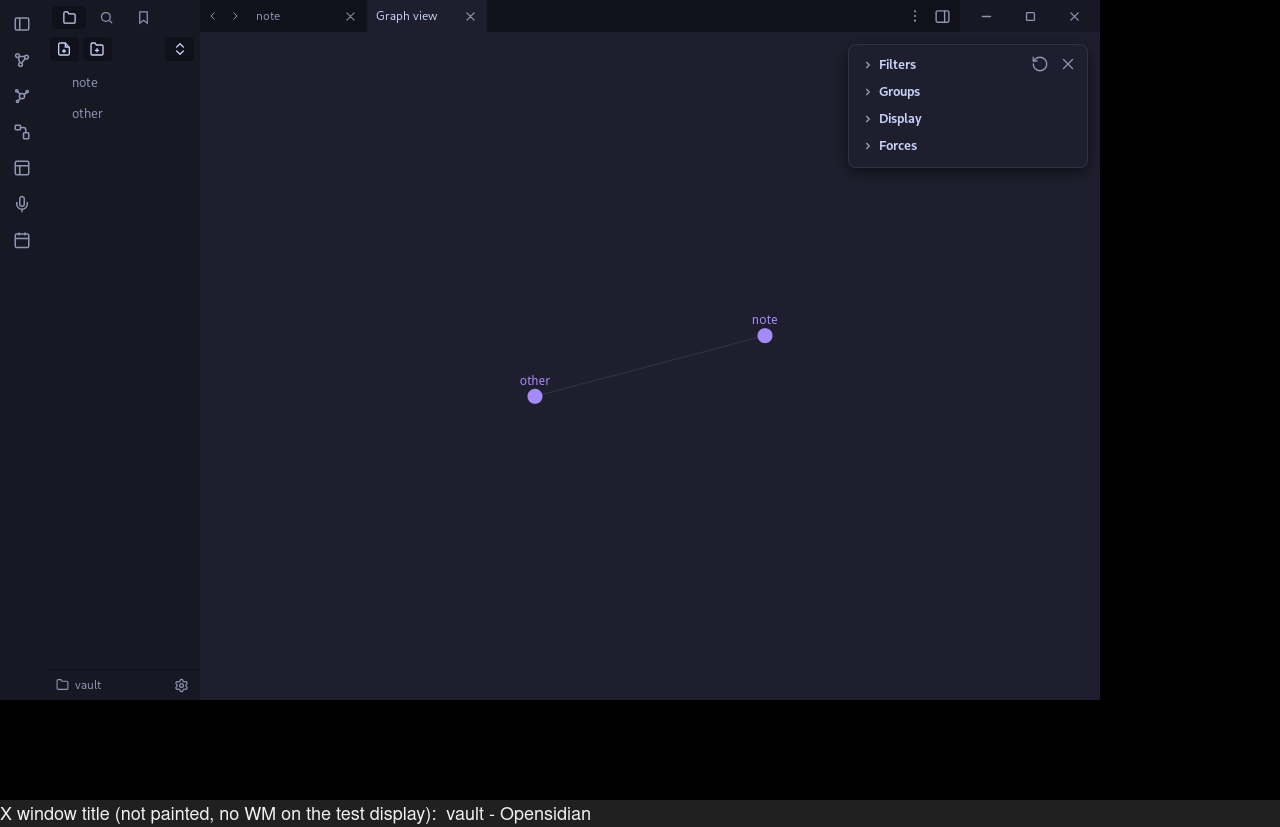 note
Graph view
note
other
Filters
Groups
Display
Forces
note
other
vault
X window title (not painted, no WM on the test display):  vault - Opensidian